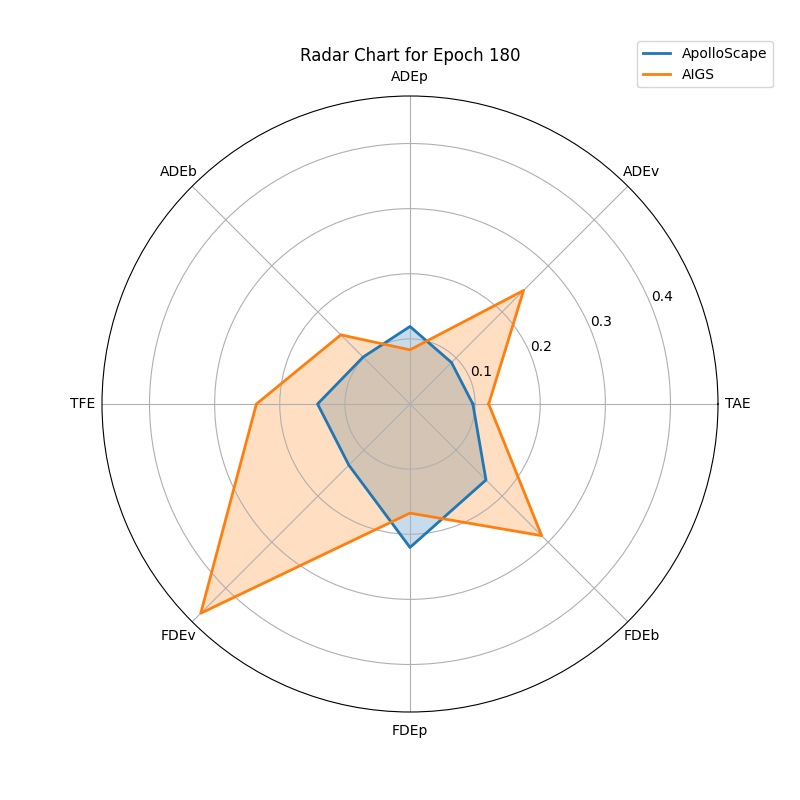 Radar Chart for Epoch 180
ApolloScape
AIGS
ADEp
ADEb
ADEv
0.4
0.3
0.2
0.1
TFE
TAE
FDEv
FDEb
FDEp